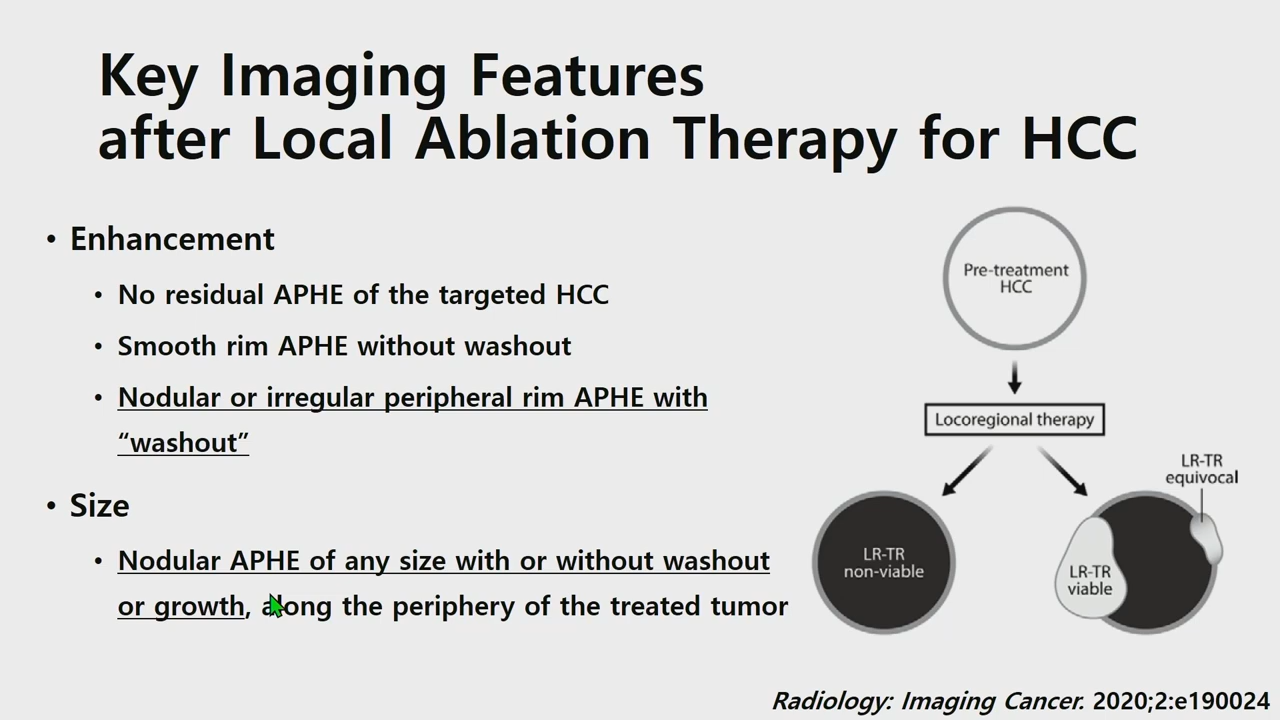 Key Imaging Features
after Local Ablation Therapy for HCC
• Enhancement
• No residual APHE of the targeted HCC
• Smooth rim APHE without washout
• Nodular or irregular peripheral rim APHE with
“washout”
• Size
• Nodular APHE of any size with or without washout
or growth, along the periphery of the treated tumor
Pre-treatment
HCC
Locoregional therapy
LR-TR
non-viable
LR-TR
viable
LR-TR
equivocal
Radiology: Imaging Cancer. 2020;2:e190024